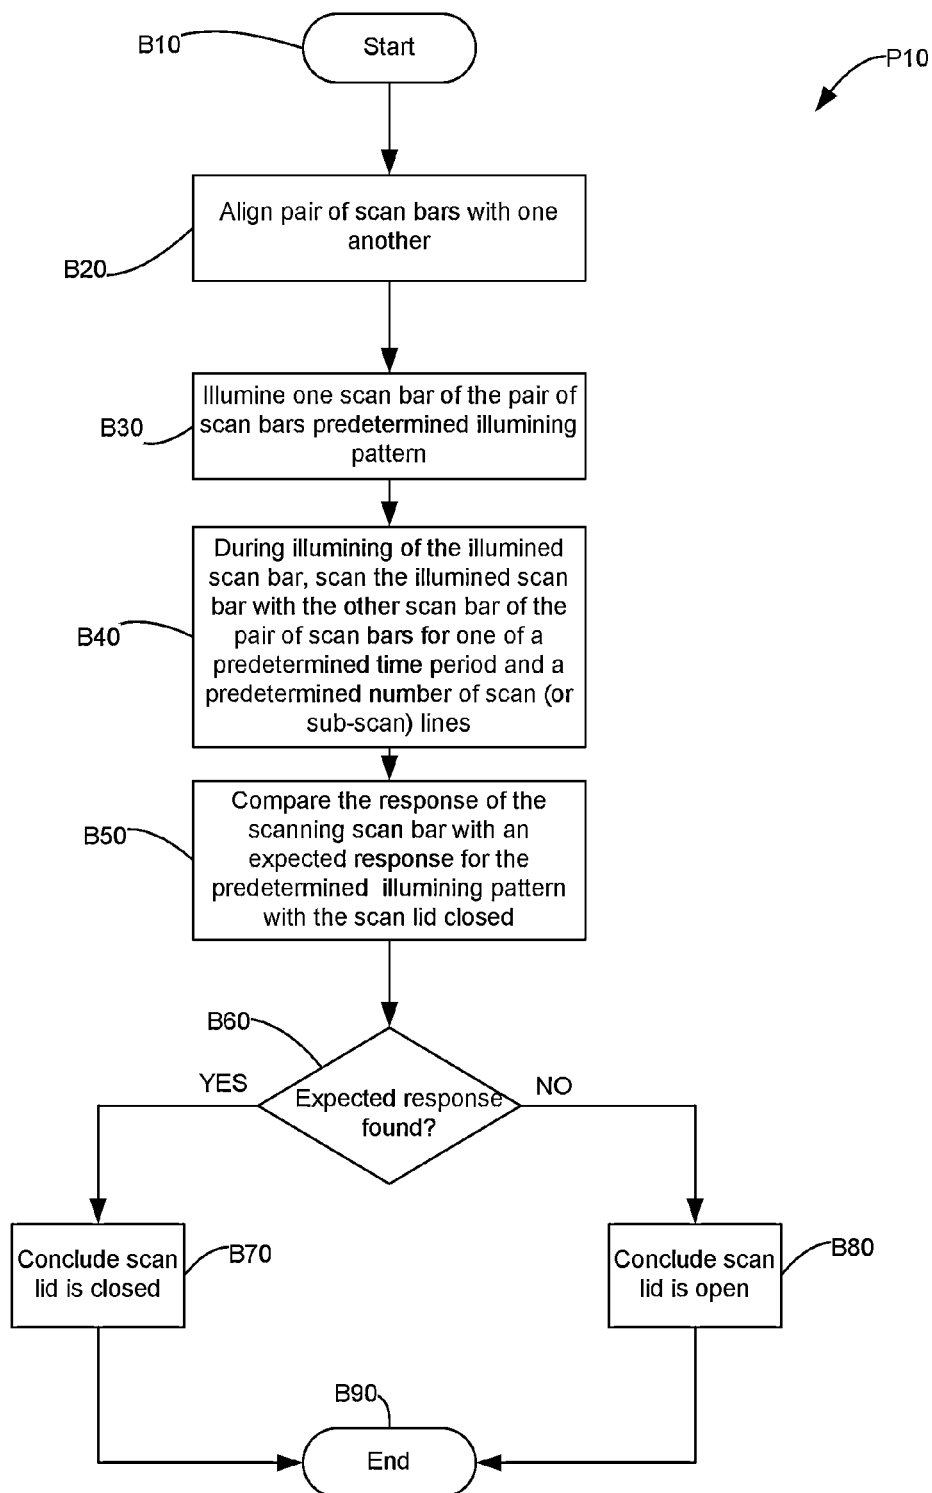 B10
Start
P10
Align pair of scan bars with one
another
B20
Illumine one scan bar of the pair of
scan bars predetermined illumining
pattern
B30
During illumining of the illumined
scan bar, scan the illumined scan
bar with the other scan bar of the
pair of scan bars for one of a
predetermined time period and a
predetermined number of scan (or
sub-scan) lines
B40
Compare the response of the
scanning scan bar with an
expected response for the
predetermined illumining pattern
with the scan lid closed
B50
B60
YES
NO
Expected response
found?
Conclude scan
lid is closed
B70
Conclude scan
lid is open
B80
B90
End